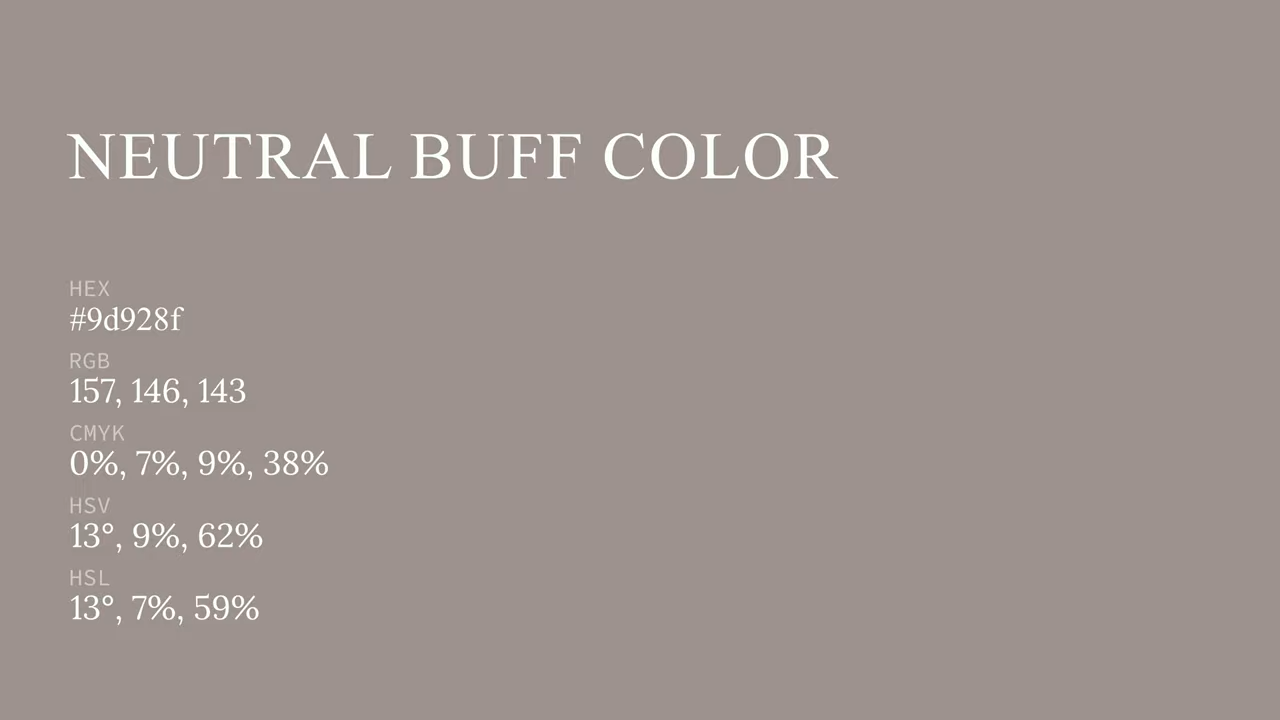 NEUTRAL BUFF COLOR
HEX
#9d928f
RGB
157, 146, 143
CMYK
0%, 7%, 9%, 38%
HSV
13°, 9%, 62%
HSL
13°, 7%, 59%